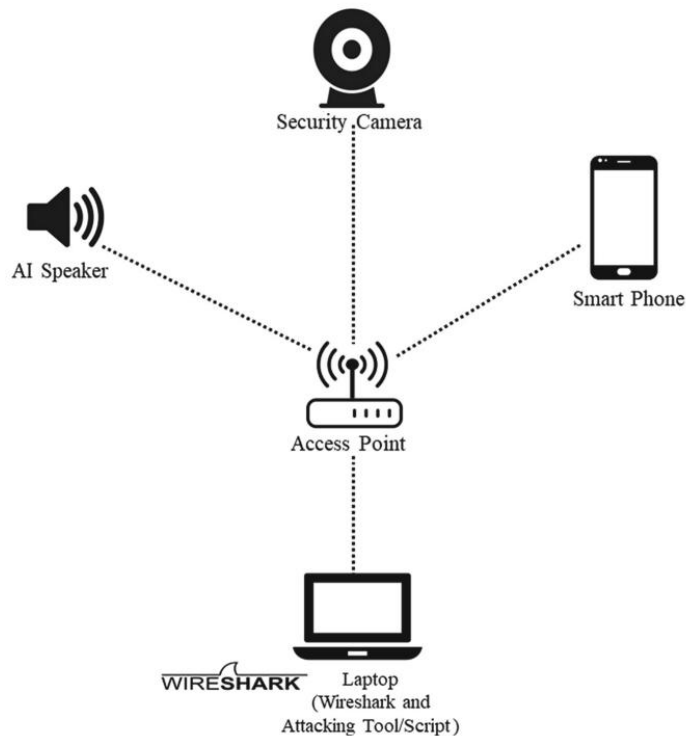 Security Camera
AI Speaker
Smart Phone
Access Point
WIRESHARK
Laptop
(Wireshark and
Attacking Tool/Script)